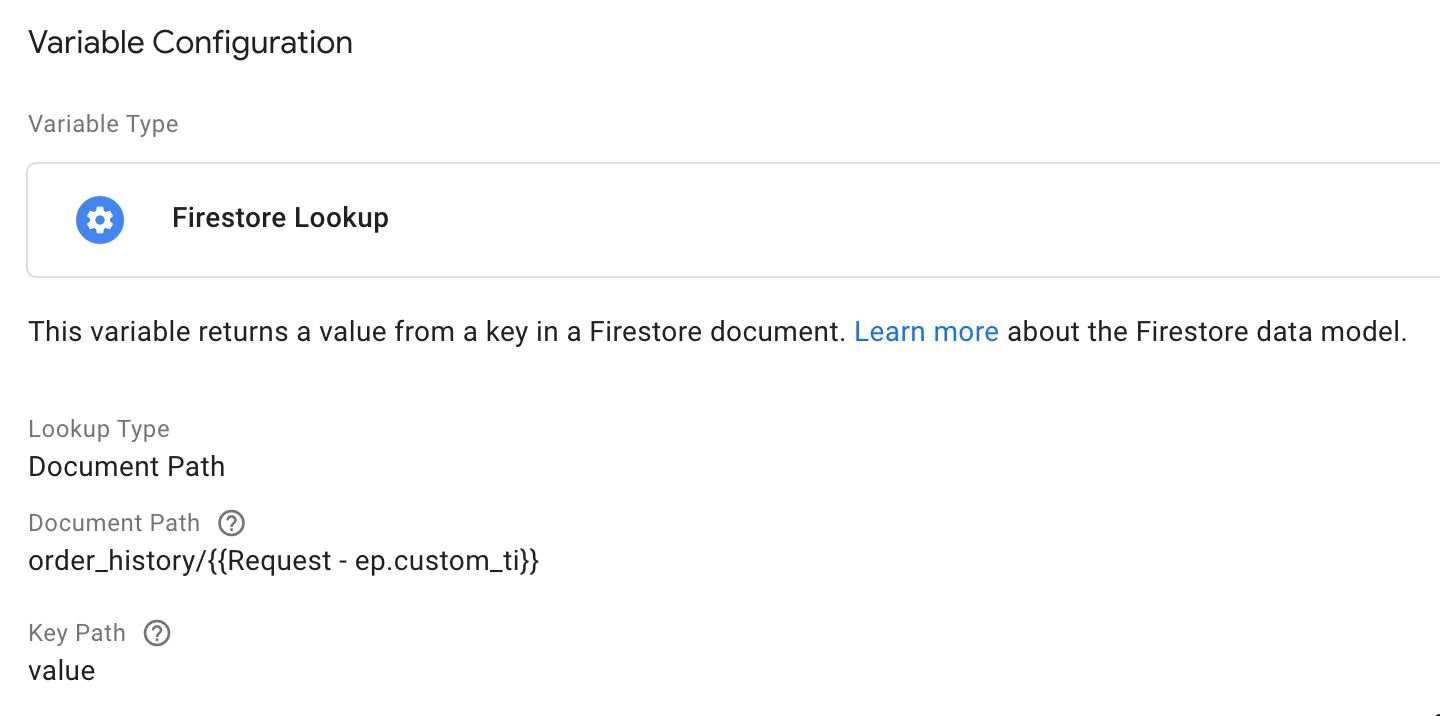 Variable Configuration
Variable Type
Firestore Lookup
This variable returns a value from a key in a Firestore document. Learn more about the Firestore data model.
Lookup Type
Document Path
Document Path
order_history/{{Request - ep.custom_ti}}
Key Path
value